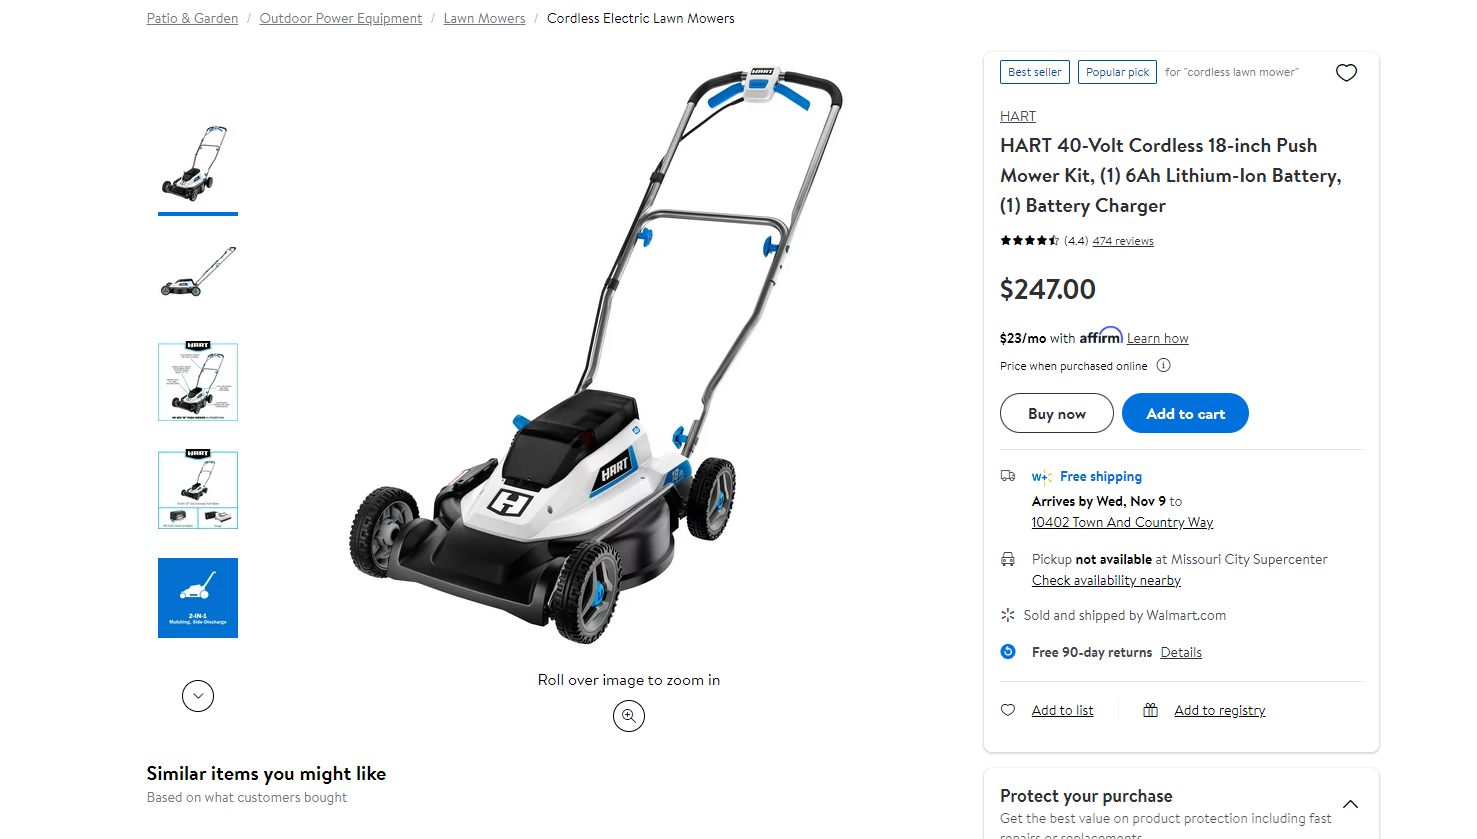 Patio & Garden / Outdoor Power Equipment / Lawn Mowers / Cordless Electric Lawn Mowers
HART
HART
18 in.
HART
HART
2-IN-1
Mulching, Side-Discharge
Roll over image to zoom in
Similar items you might like
Based on what customers bought
Best seller
Popular pick
for "cordless lawn mower"
HART
HART 40-Volt Cordless 18-inch Push
Mower Kit, (1) 6Ah Lithium-Ion Battery,
(1) Battery Charger
(4.4) 474 reviews
$247.00
$23/mo with affirm Learn how
Price when purchased online
Buy now
Add to cart
W+ Free shipping
Arrives by Wed, Nov 9 to
10402 Town And Country Way
Pickup not available at Missouri City Supercenter
Check availability nearby
Sold and shipped by Walmart.com
Free 90-day returns Details
Add to list
Add to registry
Protect your purchase
Get the best value on product protection including fast
repairs or replacements